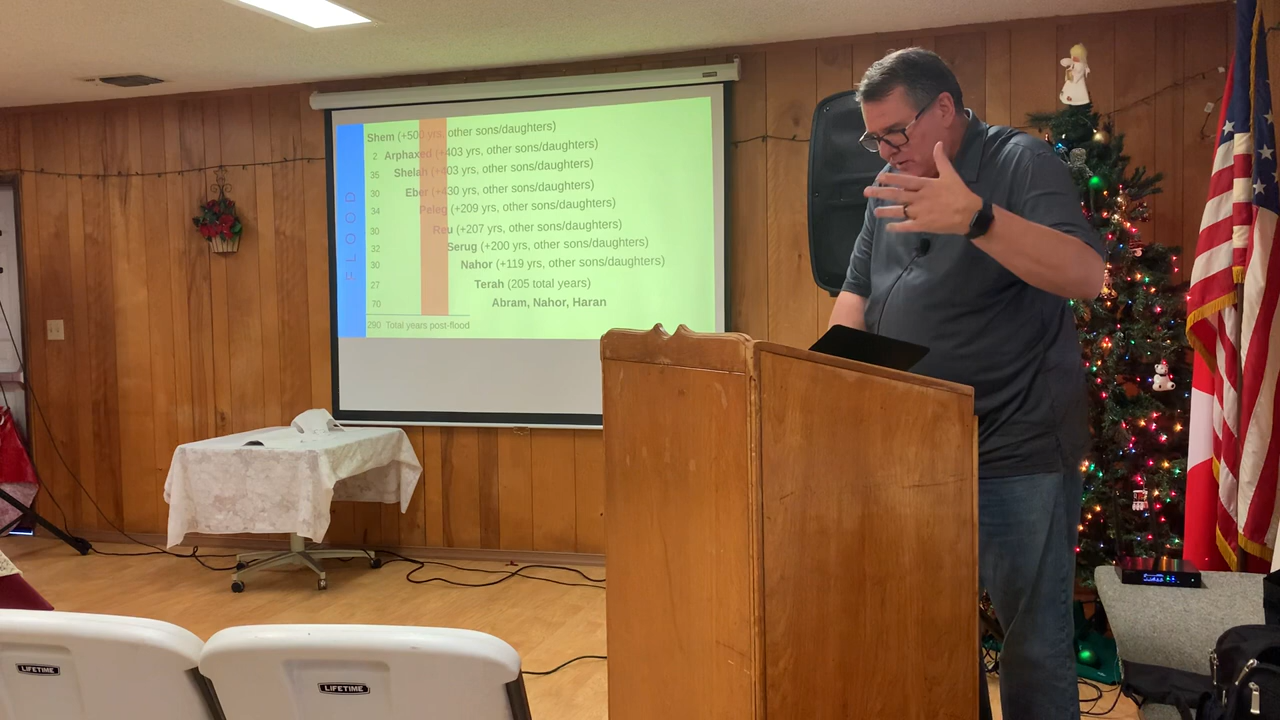 FLOOD
Shem (+500 yrs, other sons/daughters)
2 Arphaxed (+403 yrs, other sons/daughters)
35 Shelah (+403 yrs, other sons/daughters)
30 Eber (+430 yrs, other sons/daughters)
34 Peleg (+209 yrs, other sons/daughters)
30 Reu (+207 yrs, other sons/daughters)
32 Serug (+200 yrs, other sons/daughters)
30 Nahor (+119 yrs, other sons/daughters)
27 Terah (205 total years)
70 Abram, Nahor, Haran
290 Total years post-flood
LIFETIME
LIFETIME